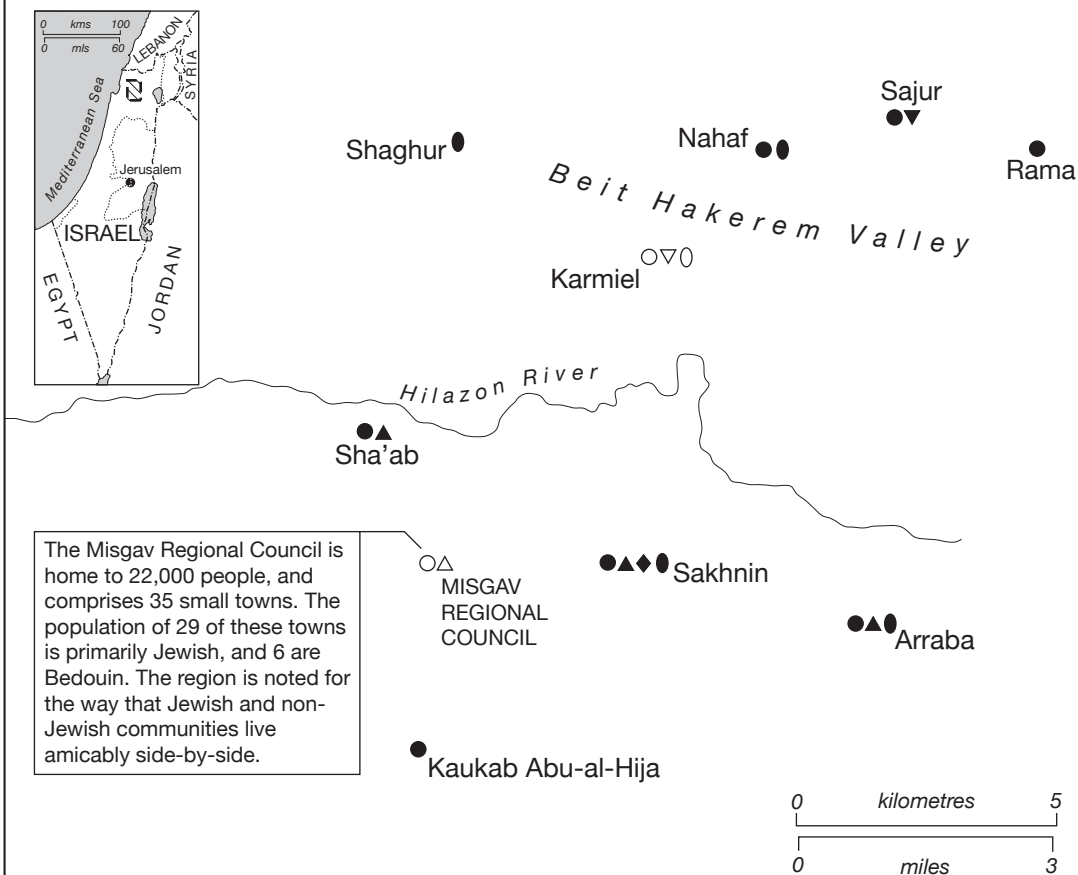 0 kms 100
0 mls 60
LEBANON
SYRIA
Mediterranean Sea
Jerusalem
ISRAEL
EGYPT
JORDAN
Sajur
Shaghur
Nahaf
Rama
Beit Hakerem Valley
Karmiel
Hilazon River
Sha'ab
The Misgav Regional Council is
home to 22,000 people, and
comprises 35 small towns. The
population of 29 of these towns
is primarily Jewish, and 6 are
Bedouin. The region is noted for
the way that Jewish and non-
Jewish communities live
amicably side-by-side.
MISGAV
REGIONAL
COUNCIL
Sakhnin
Arraba
Kaukab Abu-al-Hija
0 kilometres 5
0 miles 3